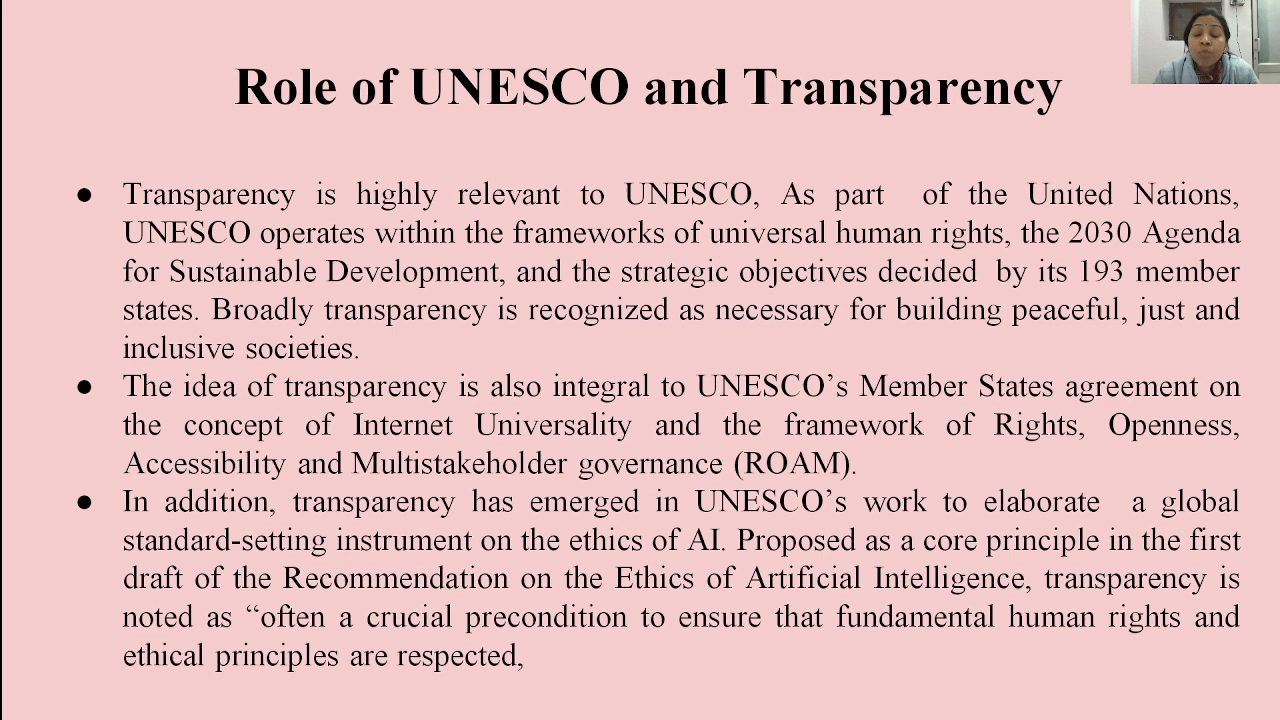 Role of UNESCO and Transparency
● Transparency is highly relevant to UNESCO, As part of the United Nations,
UNESCO operates within the frameworks of universal human rights, the 2030 Agenda
for Sustainable Development, and the strategic objectives decided by its 193 member
states. Broadly transparency is recognized as necessary for building peaceful, just and
inclusive societies.
● The idea of transparency is also integral to UNESCO’s Member States agreement on
the concept of Internet Universality and the framework of Rights, Openness,
Accessibility and Multistakeholder governance (ROAM).
● In addition, transparency has emerged in UNESCO’s work to elaborate a global
standard-setting instrument on the ethics of AI. Proposed as a core principle in the first
draft of the Recommendation on the Ethics of Artificial Intelligence, transparency is
noted as “often a crucial precondition to ensure that fundamental human rights and
ethical principles are respected,